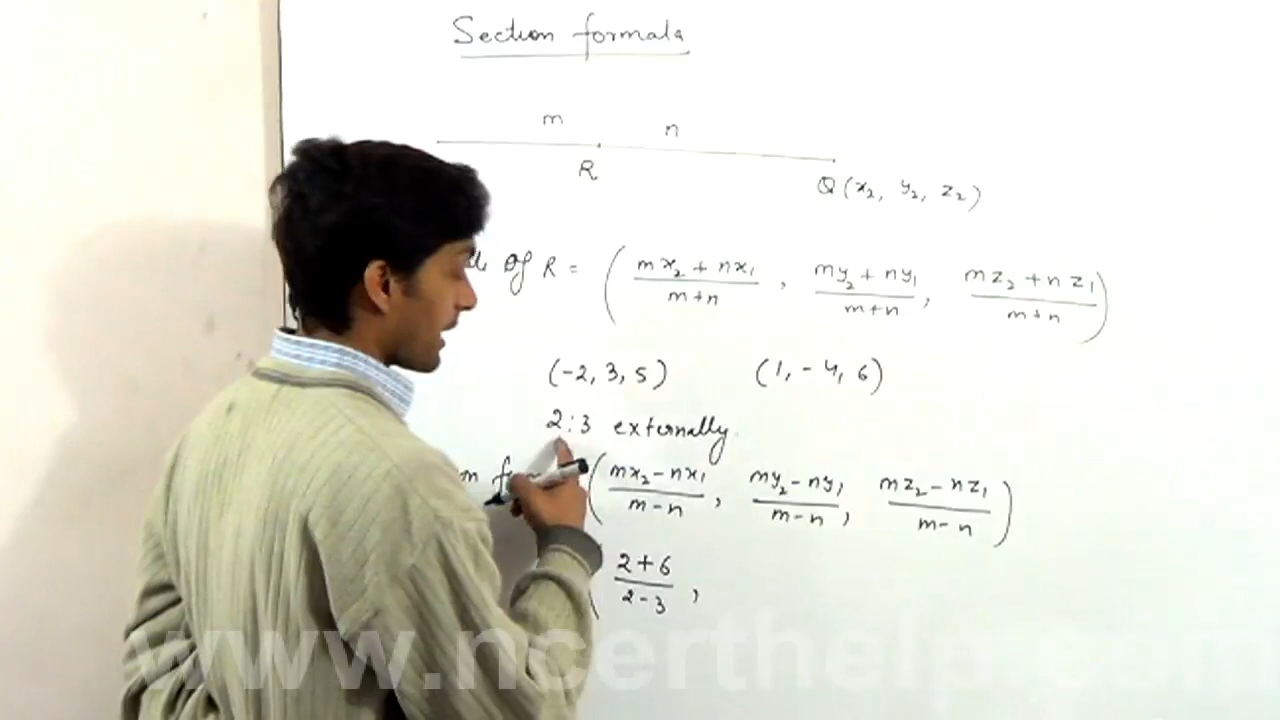 Section formala
m n
R
Q (x₂, y₂, z₂)
Of R = ( (mx₂ + nx₁)/(m+n) , (my₂ + ny₁)/(m+n) , (mz₂ + nz₁)/(m+n) )
(-2, 3, 5) (1, -4, 6)
2:3 externally
( (mx₂ - nx₁)/(m-n) , (my₂ - ny₁)/(m-n) , (mz₂ - nz₁)/(m-n) )
( (2+6)/(2-3) ,
www.ncerthelp.com